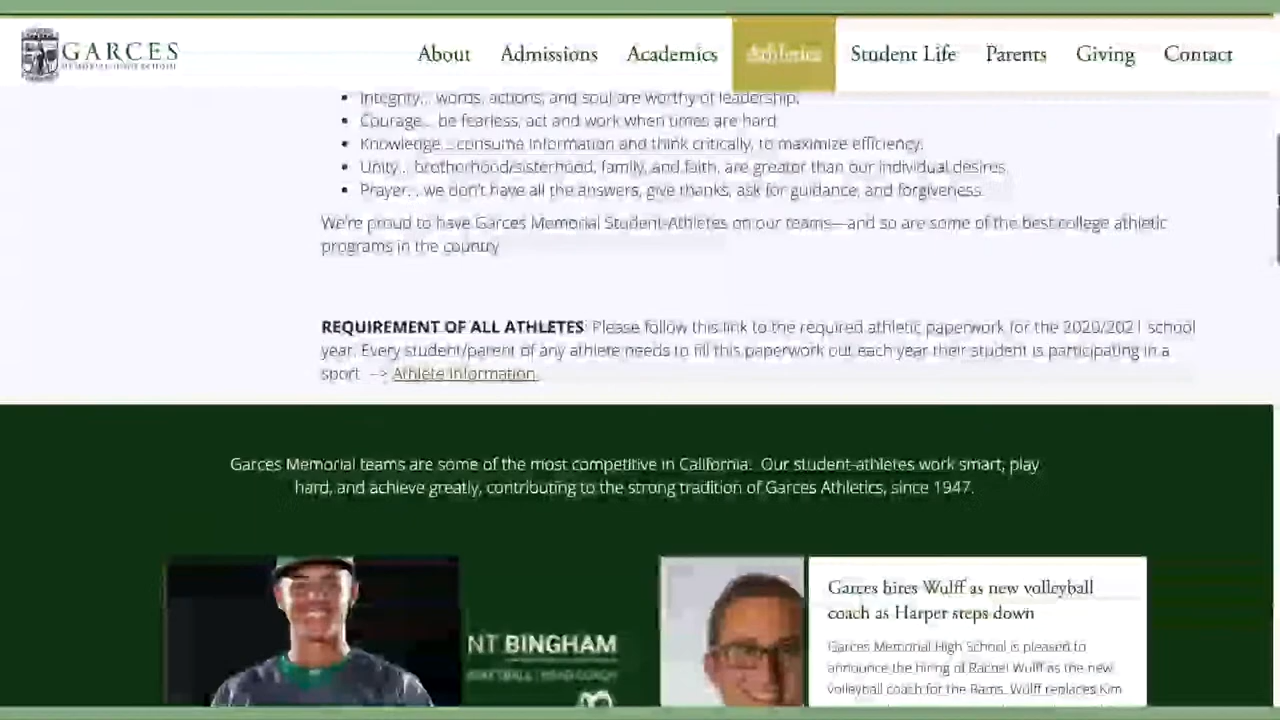 GARCES
MEMORIAL HIGH SCHOOL
About Admissions Academics Athletics Student Life Parents Giving Contact
Integrity... words, actions, and soul are worthy of leadership.
Courage... be fearless, act and work when times are hard
Knowledge...consume information and think critically, to maximize efficiency.
Unity... brotherhood/sisterhood, family, and faith, are greater than our individual desires
Prayer... we don't have all the answers, give thanks, ask for guidance, and forgiveness.
We're proud to have Garces Memorial Student-Athletes on our teams—and so are some of the best college athletic
programs in the country
REQUIREMENT OF ALL ATHLETES Please follow this link to the required athletic paperwork for the 2020/2021 school
year. Every student/parent of any athlete needs to fill this paperwork out each year their student is participating in a
sport --> Athlete Information
Garces Memorial teams are some of the most competitive in California. Our student-athletes work smart, play
hard, and achieve greatly, contributing to the strong tradition of Garces Athletics, since 1947.
NT BINGHAM
HEAD COACH
Garces hires Wulff as new volleyball
coach as Harper steps down
Garces Memorial High School is pleased to
announce the hiring of Rachel Wulff as the new
volleyball coach for the Rams. Wulff replaces Kim